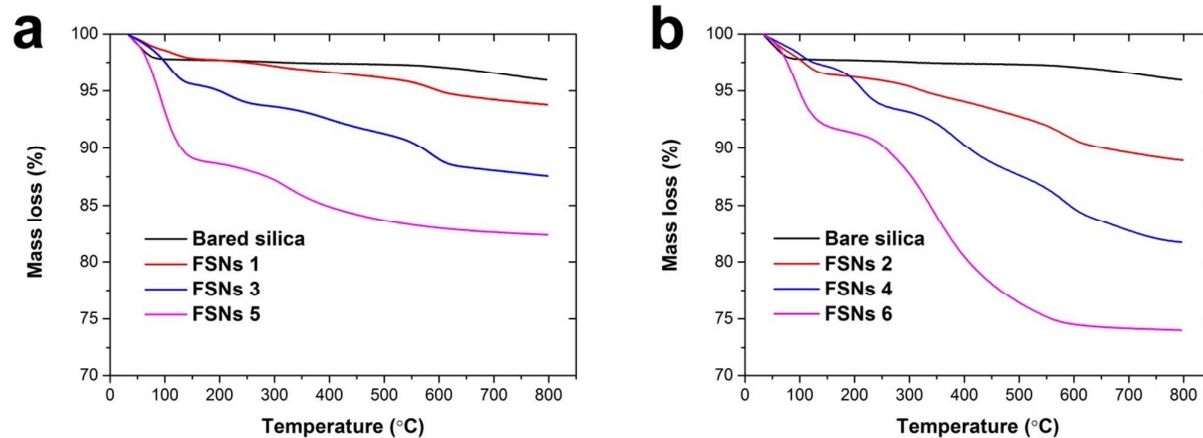 a
100
95
90
85
80
75
70
Mass loss (%)
Bared silica
FSNs 1
FSNs 3
FSNs 5
0 100 200 300 400 500 600 700 800
Temperature (°C)
b
100
95
90
85
80
75
70
Mass loss (%)
Bare silica
FSNs 2
FSNs 4
FSNs 6
0 100 200 300 400 500 600 700 800
Temperature (°C)